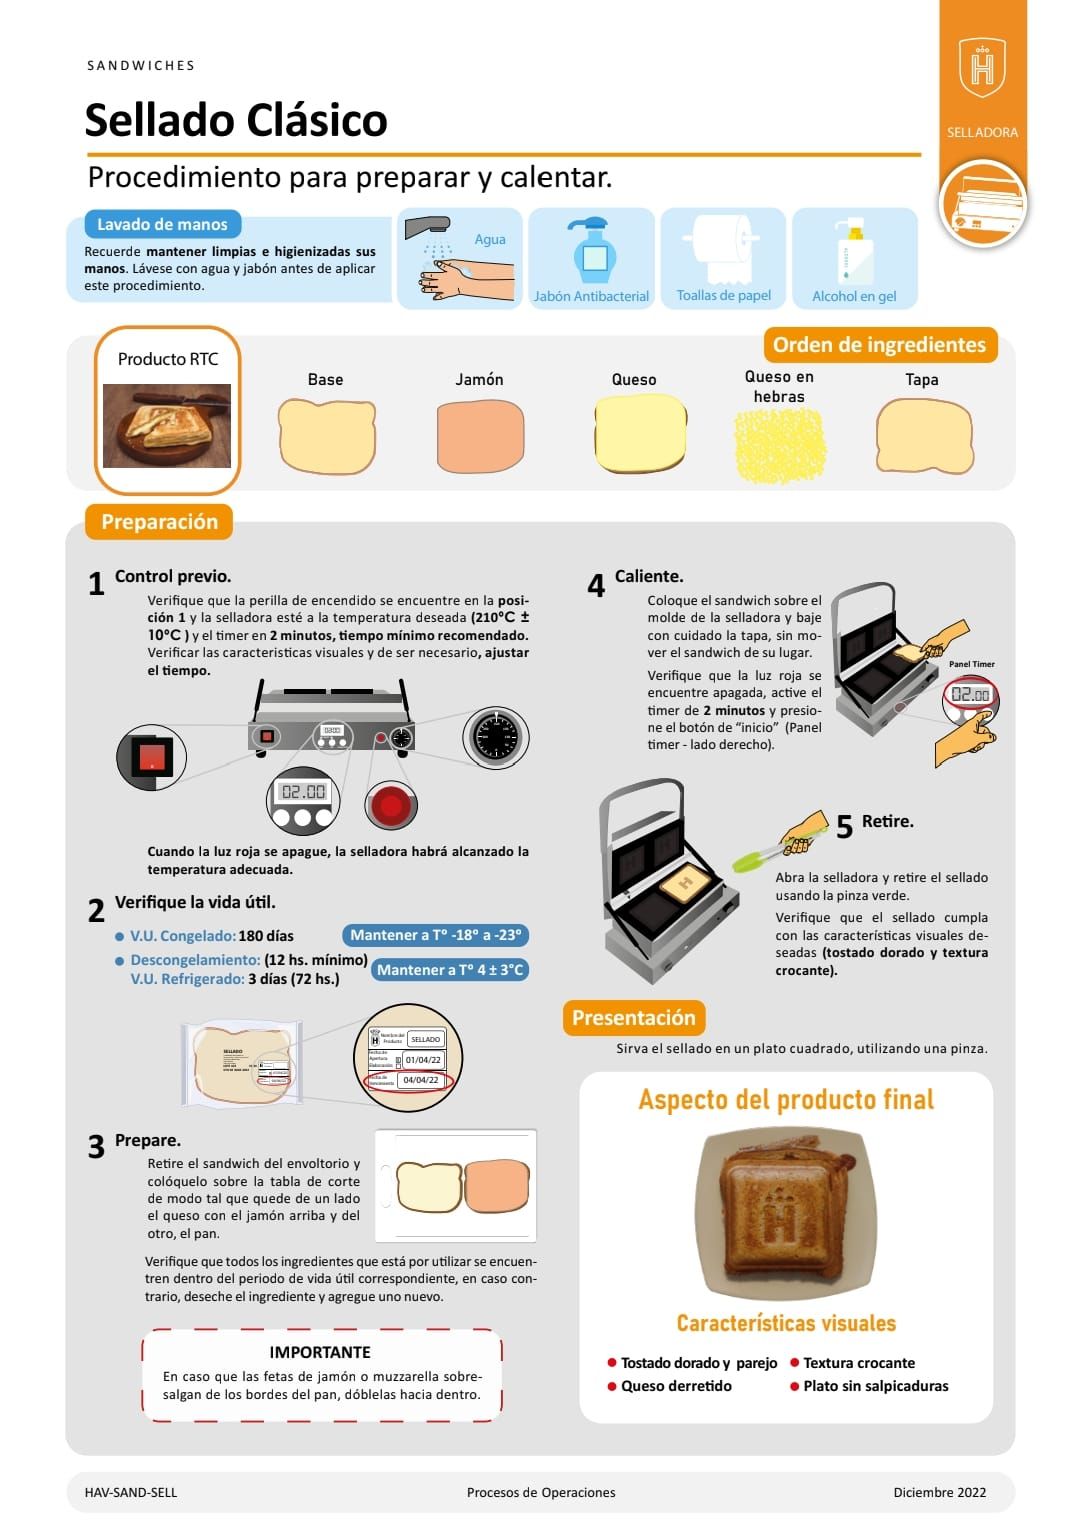 SANDWICHES
Sellado Clásico
Procedimiento para preparar y calentar.
SELLADORA
Lavado de manos
Recuerde mantener limpias e higienizadas sus
manos. Lávese con agua y jabón antes de aplicar
este procedimiento.
Agua
Jabón Antibacterial
Toallas de papel
Alcohol en gel
Orden de ingredientes
Producto RTC
Base
Jamón
Queso
Queso en
hebras
Tapa
Preparación
1 Control previo.
Verifique que la perilla de encendido se encuentre en la posi-
ción 1 y la selladora esté a la temperatura deseada (210°C ±
10°C ) y el timer en 2 minutos, tiempo mínimo recomendado.
Verificar las caracteristicas visuales y de ser necesario, ajustar
el tiempo.
02.00
Cuando la luz roja se apague, la selladora habrá alcanzado la
temperatura adecuada.
2 Verifique la vida útil.
V.U. Congelado: 180 días
Mantener a T° -18° a -23°
Descongelamiento: (12 hs. mínimo)
V.U. Refrigerado: 3 días (72 hs.)
Mantener a T° 4 ± 3°C
SELLADO
Nombre del
Producto
SELLADO
Fecha de
Apertura
Elaboración
01/04/22
Fecha de
Vencimiento
04/04/22
3 Prepare.
Retire el sandwich del envoltorio y
colóquelo sobre la tabla de corte
de modo tal que quede de un lado
el queso con el jamón arriba y del
otro, el pan.
Verifique que todos los ingredientes que está por utilizar se encuen-
tren dentro del periodo de vida útil correspondiente, en caso con-
trario, deseche el ingrediente y agregue uno nuevo.
IMPORTANTE
En caso que las fetas de jamón o muzzarella sobre-
salgan de los bordes del pan, dóblelas hacia dentro.
4 Caliente.
Coloque el sandwich sobre el
molde de la selladora y baje
con cuidado la tapa, sin mo-
ver el sandwich de su lugar.
Verifique que la luz roja se
encuentre apagada, active el
timer de 2 minutos y presio-
ne el botón de “inicio” (Panel
timer - lado derecho).
Panel Timer
02.00
5 Retire.
Abra la selladora y retire el sellado
usando la pinza verde.
Verifique que el sellado cumpla
con las características visuales de-
seadas (tostado dorado y textura
crocante).
Presentación
Sirva el sellado en un plato cuadrado, utilizando una pinza.
Aspecto del producto final
Características visuales
Tostado dorado y parejo
Textura crocante
Queso derretido
Plato sin salpicaduras
HAV-SAND-SELL
Procesos de Operaciones
Diciembre 2022